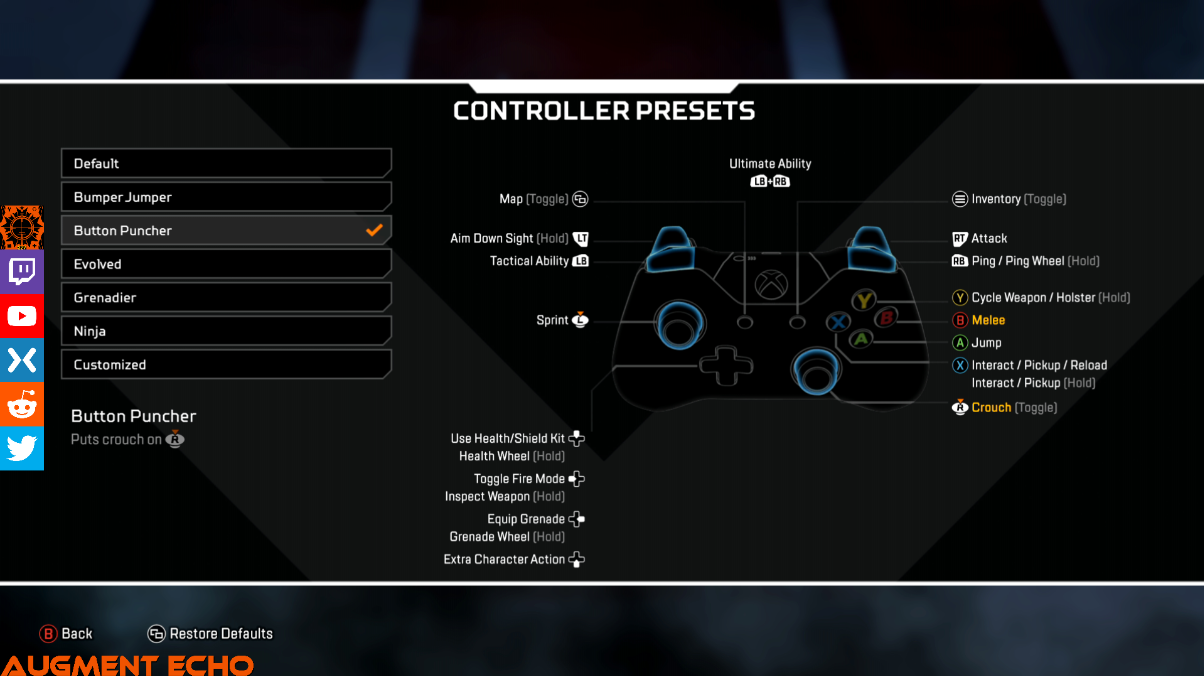 CONTROLLER PRESETS
Default
Bumper Jumper
Button Puncher
Evolved
Grenadier
Ninja
Customized
Button Puncher
Puts crouch on R
Ultimate Ability
LB+RB
Map [Toggle]
Aim Down Sight [Hold] LT
Tactical Ability LB
Sprint L
Use Health/Shield Kit
Health Wheel [Hold]
Toggle Fire Mode
Inspect Weapon [Hold]
Equip Grenade
Grenade Wheel [Hold]
Extra Character Action
Y
X B
A
Inventory [Toggle]
RT Attack
RB Ping / Ping Wheel [Hold]
Y Cycle Weapon / Holster [Hold]
B Melee
A Jump
X Interact / Pickup / Reload
Interact / Pickup [Hold]
R Crouch [Toggle]
B Back
Restore Defaults
AUGMENT ECHO